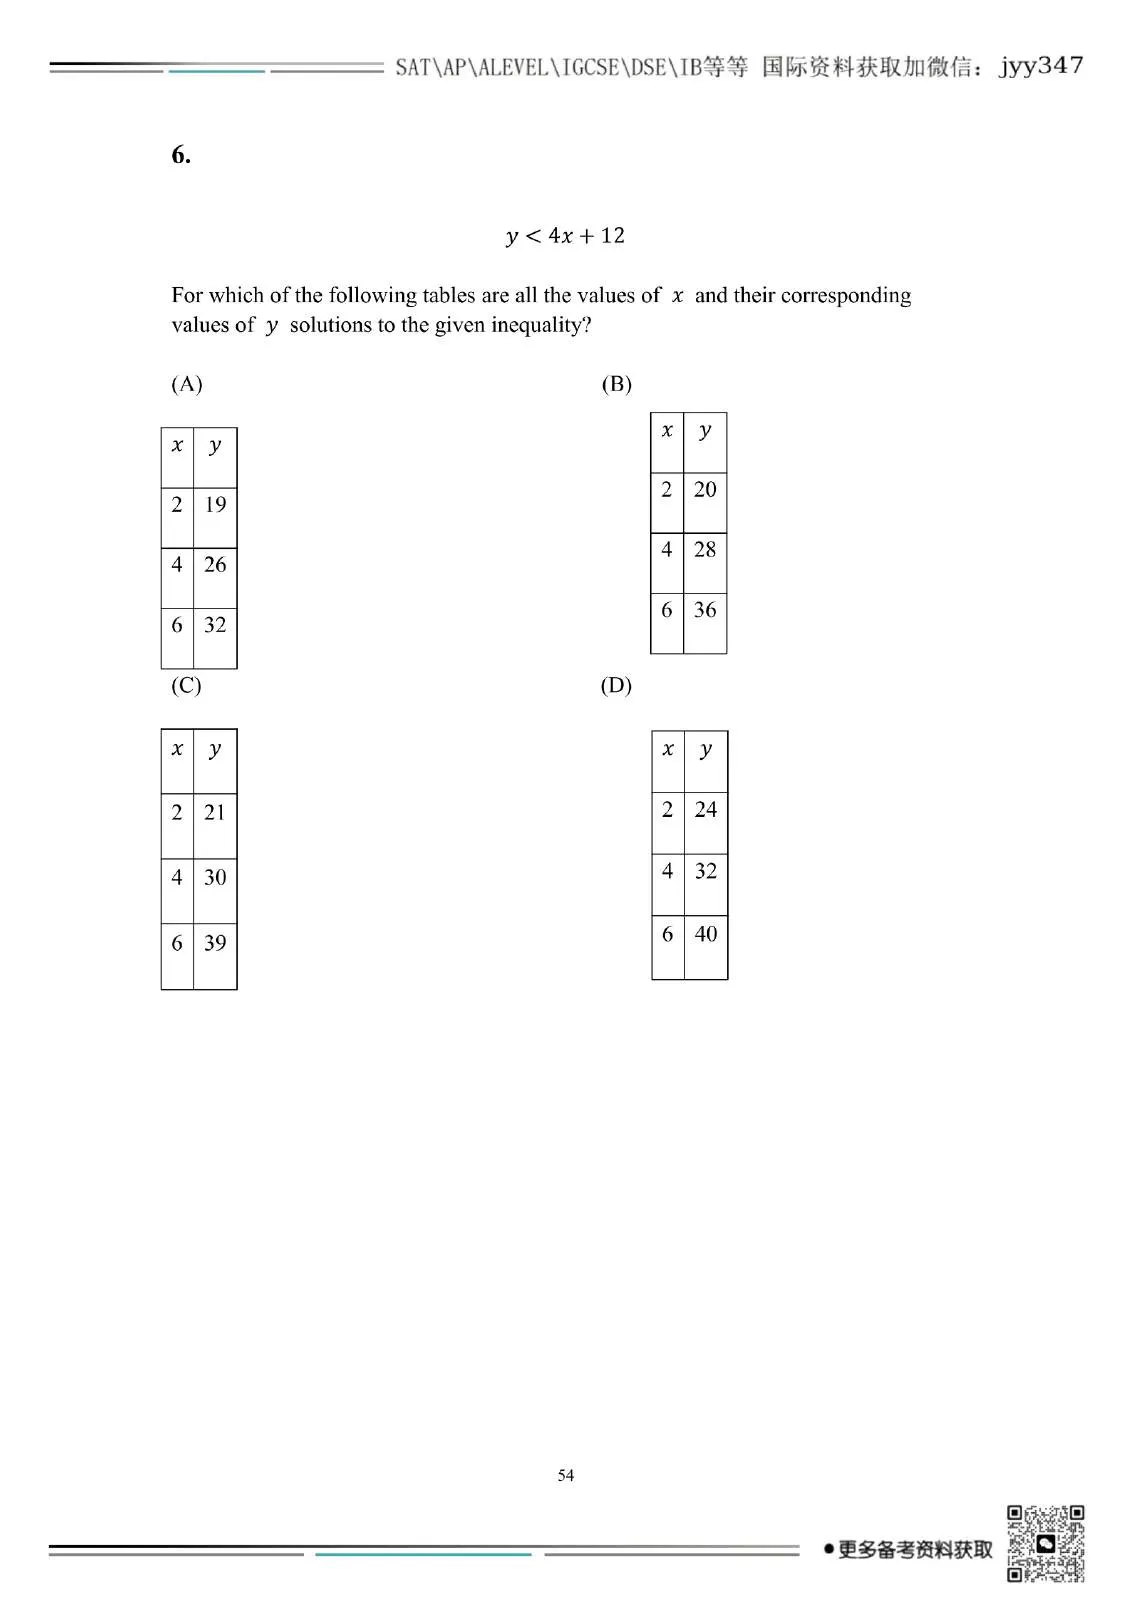 SAT\AP\ALEVEL\IGCSE\DSE\IB等等 国际资料获取加微信: jyy347
6.
y < 4x + 12
For which of the following tables are all the values of x and their corresponding
values of y solutions to the given inequality?
(A)
x y
2 19
4 26
6 32
(B)
x y
2 20
4 28
6 36
(C)
x y
2 21
4 30
6 39
(D)
x y
2 24
4 32
6 40
54
•更多备考资料获取